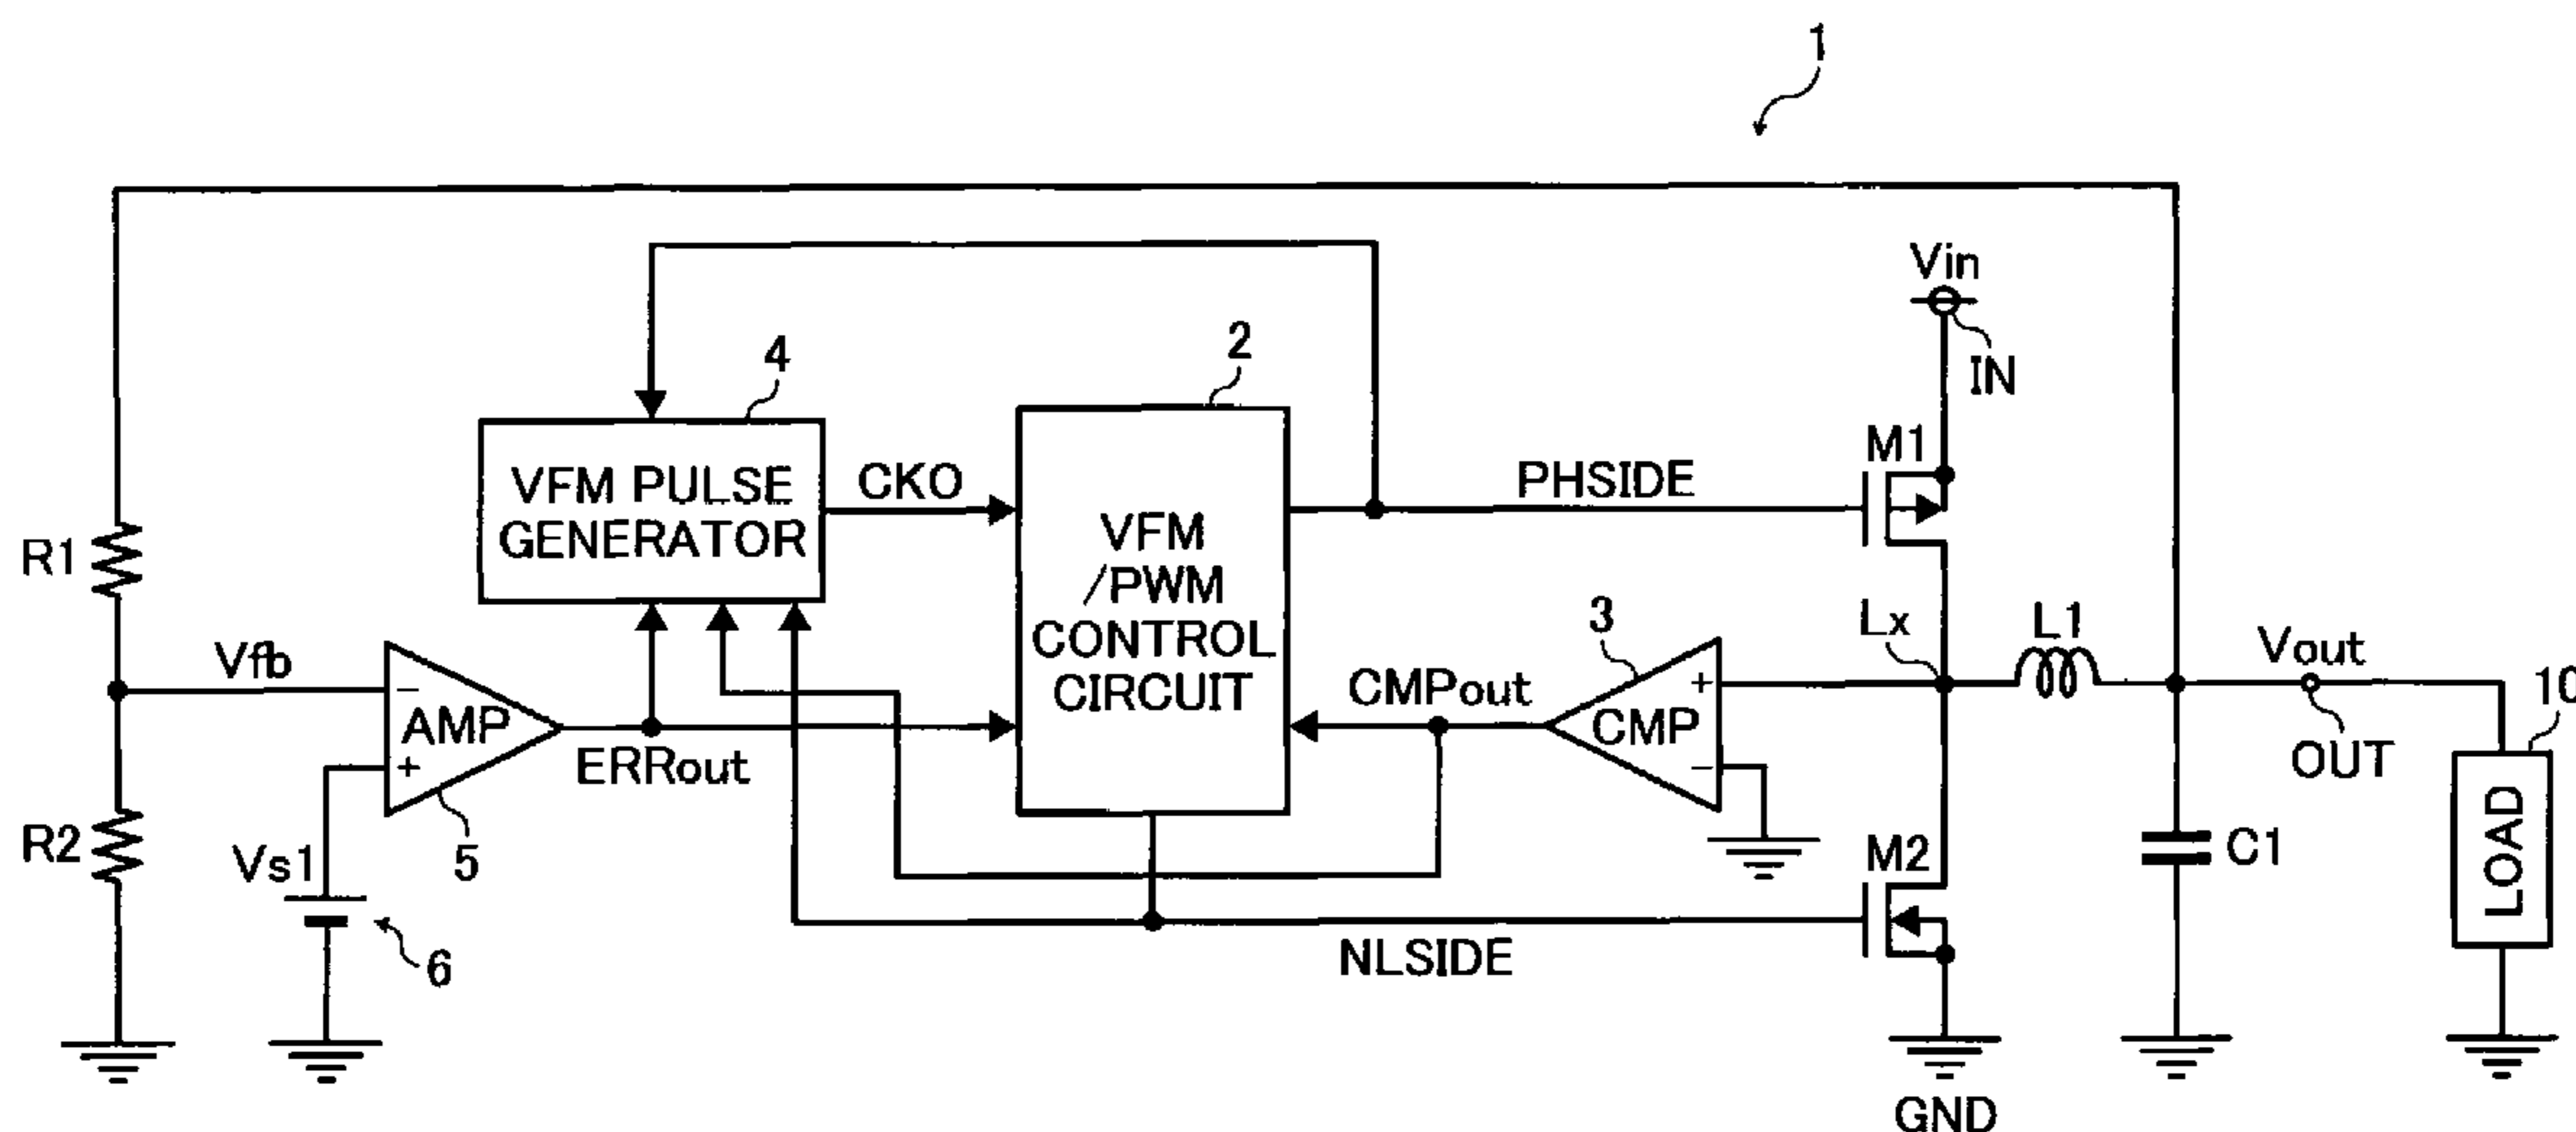 1
Vin
IN
4
2
VFM PULSE
GENERATOR
CKO
VFM
/PWM
CONTROL
CIRCUIT
PHSIDE
M1
R1
Vfb
−
AMP
+
ERRout
5
Vs1
6
R2
CMPout
3
CMP
+
−
Lx
L1
Vout
OUT
10
LOAD
C1
M2
NLSIDE
GND